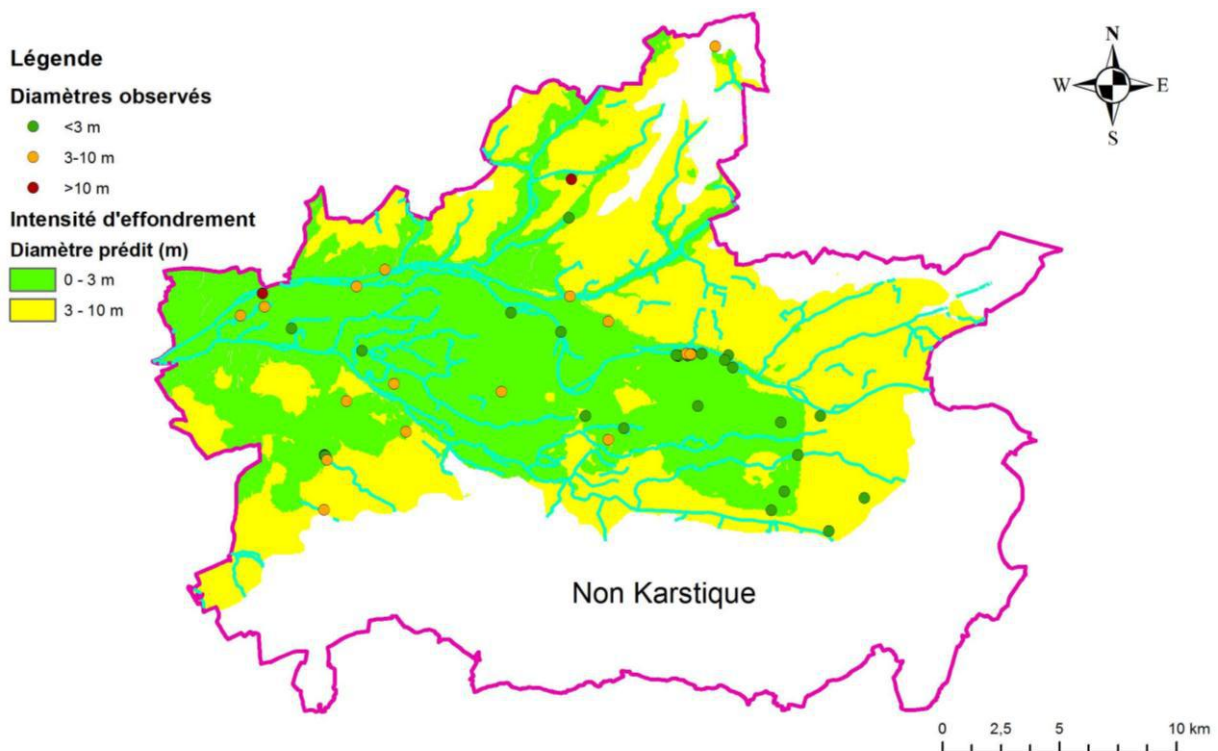 Légende
Diamètres observés
<3 m
3-10 m
>10 m
Intensité d'effondrement
Diamètre prédit (m)
0 - 3 m
3 - 10 m
N
W
E
S
Non Karstique
0 2,5 5 10 km